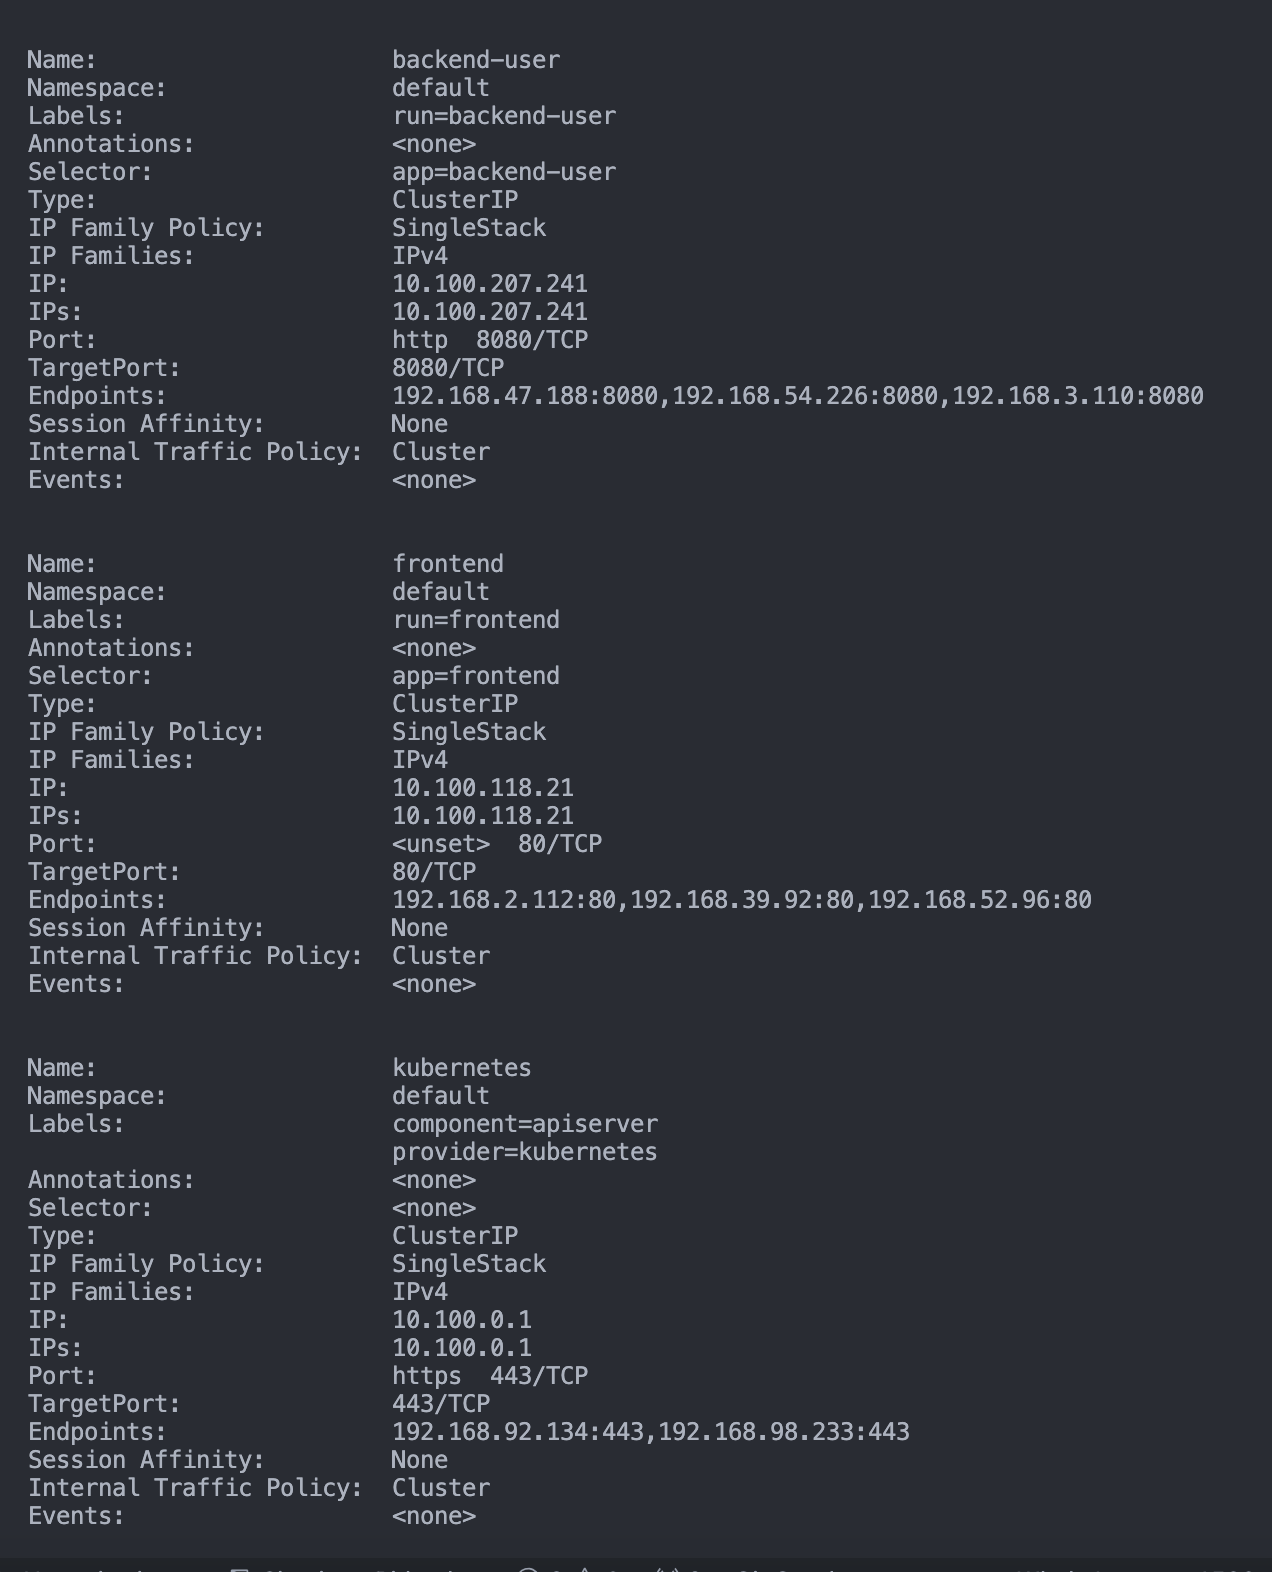 Name: backend-user
Namespace: default
Labels: run=backend-user
Annotations: <none>
Selector: app=backend-user
Type: ClusterIP
IP Family Policy: SingleStack
IP Families: IPv4
IP: 10.100.207.241
IPs: 10.100.207.241
Port: http 8080/TCP
TargetPort: 8080/TCP
Endpoints: 192.168.47.188:8080,192.168.54.226:8080,192.168.3.110:8080
Session Affinity: None
Internal Traffic Policy: Cluster
Events: <none>
Name: frontend
Namespace: default
Labels: run=frontend
Annotations: <none>
Selector: app=frontend
Type: ClusterIP
IP Family Policy: SingleStack
IP Families: IPv4
IP: 10.100.118.21
IPs: 10.100.118.21
Port: <unset> 80/TCP
TargetPort: 80/TCP
Endpoints: 192.168.2.112:80,192.168.39.92:80,192.168.52.96:80
Session Affinity: None
Internal Traffic Policy: Cluster
Events: <none>
Name: kubernetes
Namespace: default
Labels: component=apiserver
provider=kubernetes
Annotations: <none>
Selector: <none>
Type: ClusterIP
IP Family Policy: SingleStack
IP Families: IPv4
IP: 10.100.0.1
IPs: 10.100.0.1
Port: https 443/TCP
TargetPort: 443/TCP
Endpoints: 192.168.92.134:443,192.168.98.233:443
Session Affinity: None
Internal Traffic Policy: Cluster
Events: <none>